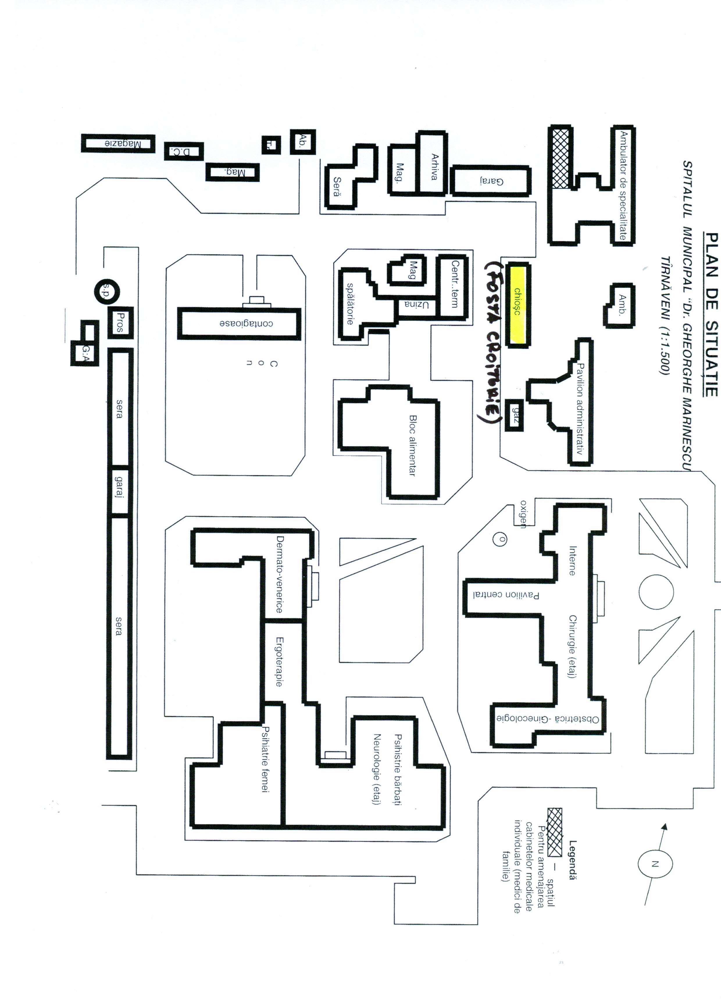 PLAN DE SITUAȚIE
SPITALUL MUNICIPAL “Dr. GHEORGHE MARINESCU
TÎRNĂVENI (1:1.500)
Ambulator de specialitate
Amb.
Pavilion administrativ
Garaj
chioşc
gaz
(FOSTA CROITORIE)
Arhiva
Mag.
Seră
Centr..term
Mag
Uzina
spălătorie
Bloc alimentar
oxigen
o
Interne
Chirurgie (etaj)
Pavilion central
Obstetrică -Ginecologie
Ab.
T.
Mag.
D.C.
Magazie
contagioase
C
o
n
Dermato-venerice
Ergoterapie
Psihistrie bărbați
Neurologie (etaj)
Psihiatrie femei
s.p.
Pros
G:A
sera
garaj
sera
N
Legendă
– spațiul
Pentru amenajarea
cabinetelor medicale
individuale (medici de
familie)